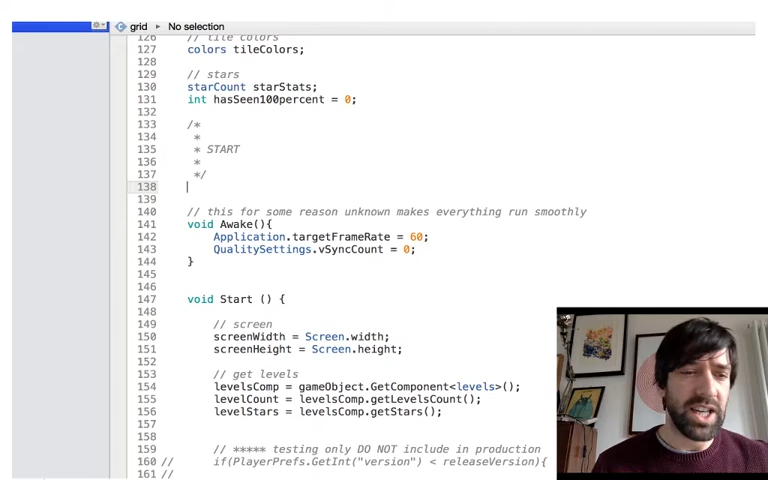 grid ▸ No selection
126 // tile colors
127 colors tileColors;
128
129 // stars
130 starCount starStats;
131 int hasSeen100percent = 0;
132
133 /*
134 *
135 * START
136 *
137 */
138
139
140 // this for some reason unknown makes everything run smoothly
141 void Awake(){
142 Application.targetFrameRate = 60;
143 QualitySettings.vSyncCount = 0;
144 }
145
146
147 void Start () {
148
149 // screen
150 screenWidth = Screen.width;
151 screenHeight = Screen.height;
152
153 // get levels
154 levelsComp = gameObject.GetComponent<levels>();
155 levelCount = levelsComp.getLevelsCount();
156 levelStars = levelsComp.getStars();
157
158
159 // ***** testing only DO NOT include in production
160 // if(PlayerPrefs.GetInt("version") < releaseVersion){
161 //